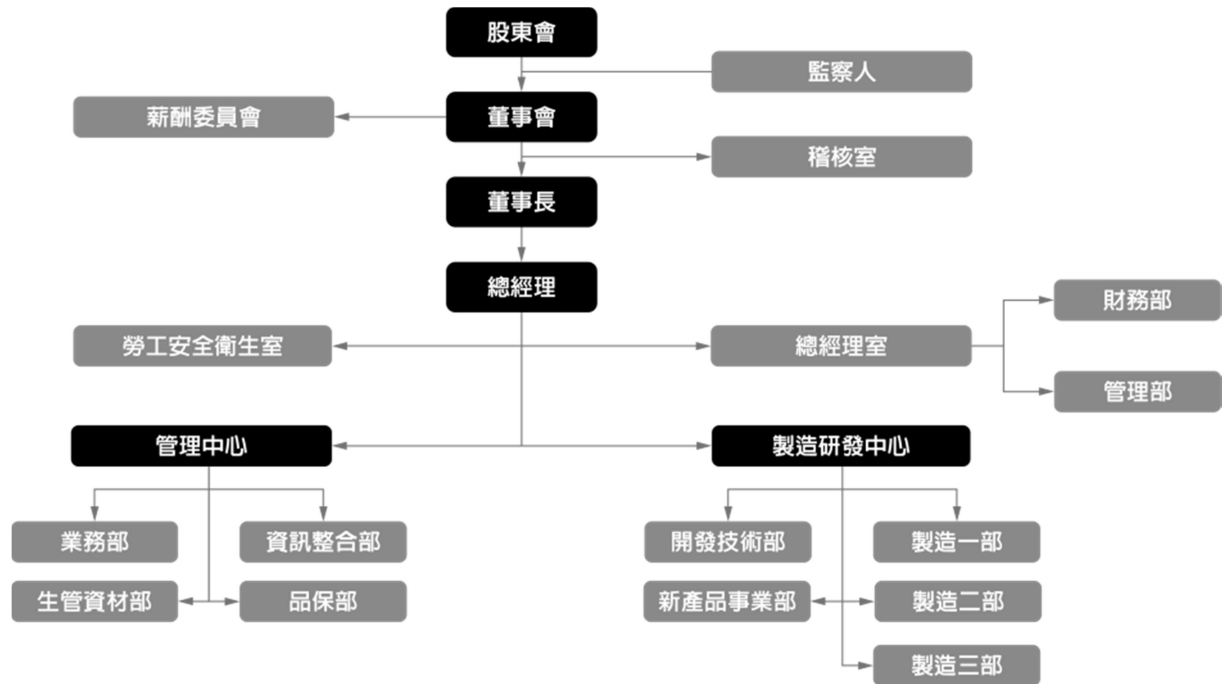 股東會
監察人
薪酬委員會
董事會
稽核室
董事長
總經理
財務部
勞工安全衛生室
總經理室
管理部
管理中心
製造研發中心
業務部
資訊整合部
開發技術部
製造一部
生管資材部
品保部
新產品事業部
製造二部
製造三部